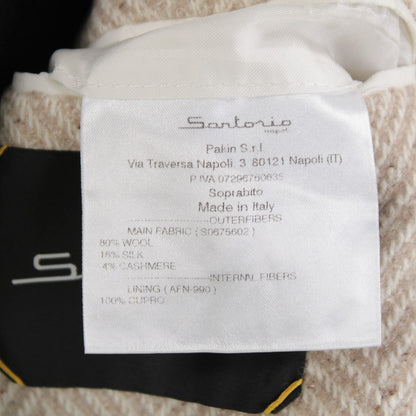 Sartorio
napoli
Pakin S.r.l
Via Traversa Napoli, 3 80121 Napoli (IT)
P.IVA 07296760635
Soprabito
Made in Italy
OUTERFIBERS
MAIN FABRIC ( S0675602 )
80% WOOL
16% SILK
4% CASHMERE
INTERNAL FIBERS
LINING ( AFN-990 )
100% CUPRO